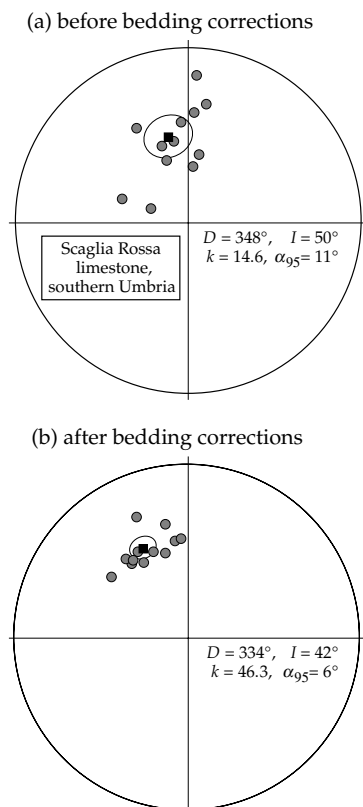 (a) before bedding corrections
D = 348°, I = 50°
k = 14.6, α95= 11°
Scaglia Rossa
limestone,
southern Umbria
(b) after bedding corrections
D = 334°, I = 42°
k = 46.3, α95= 6°